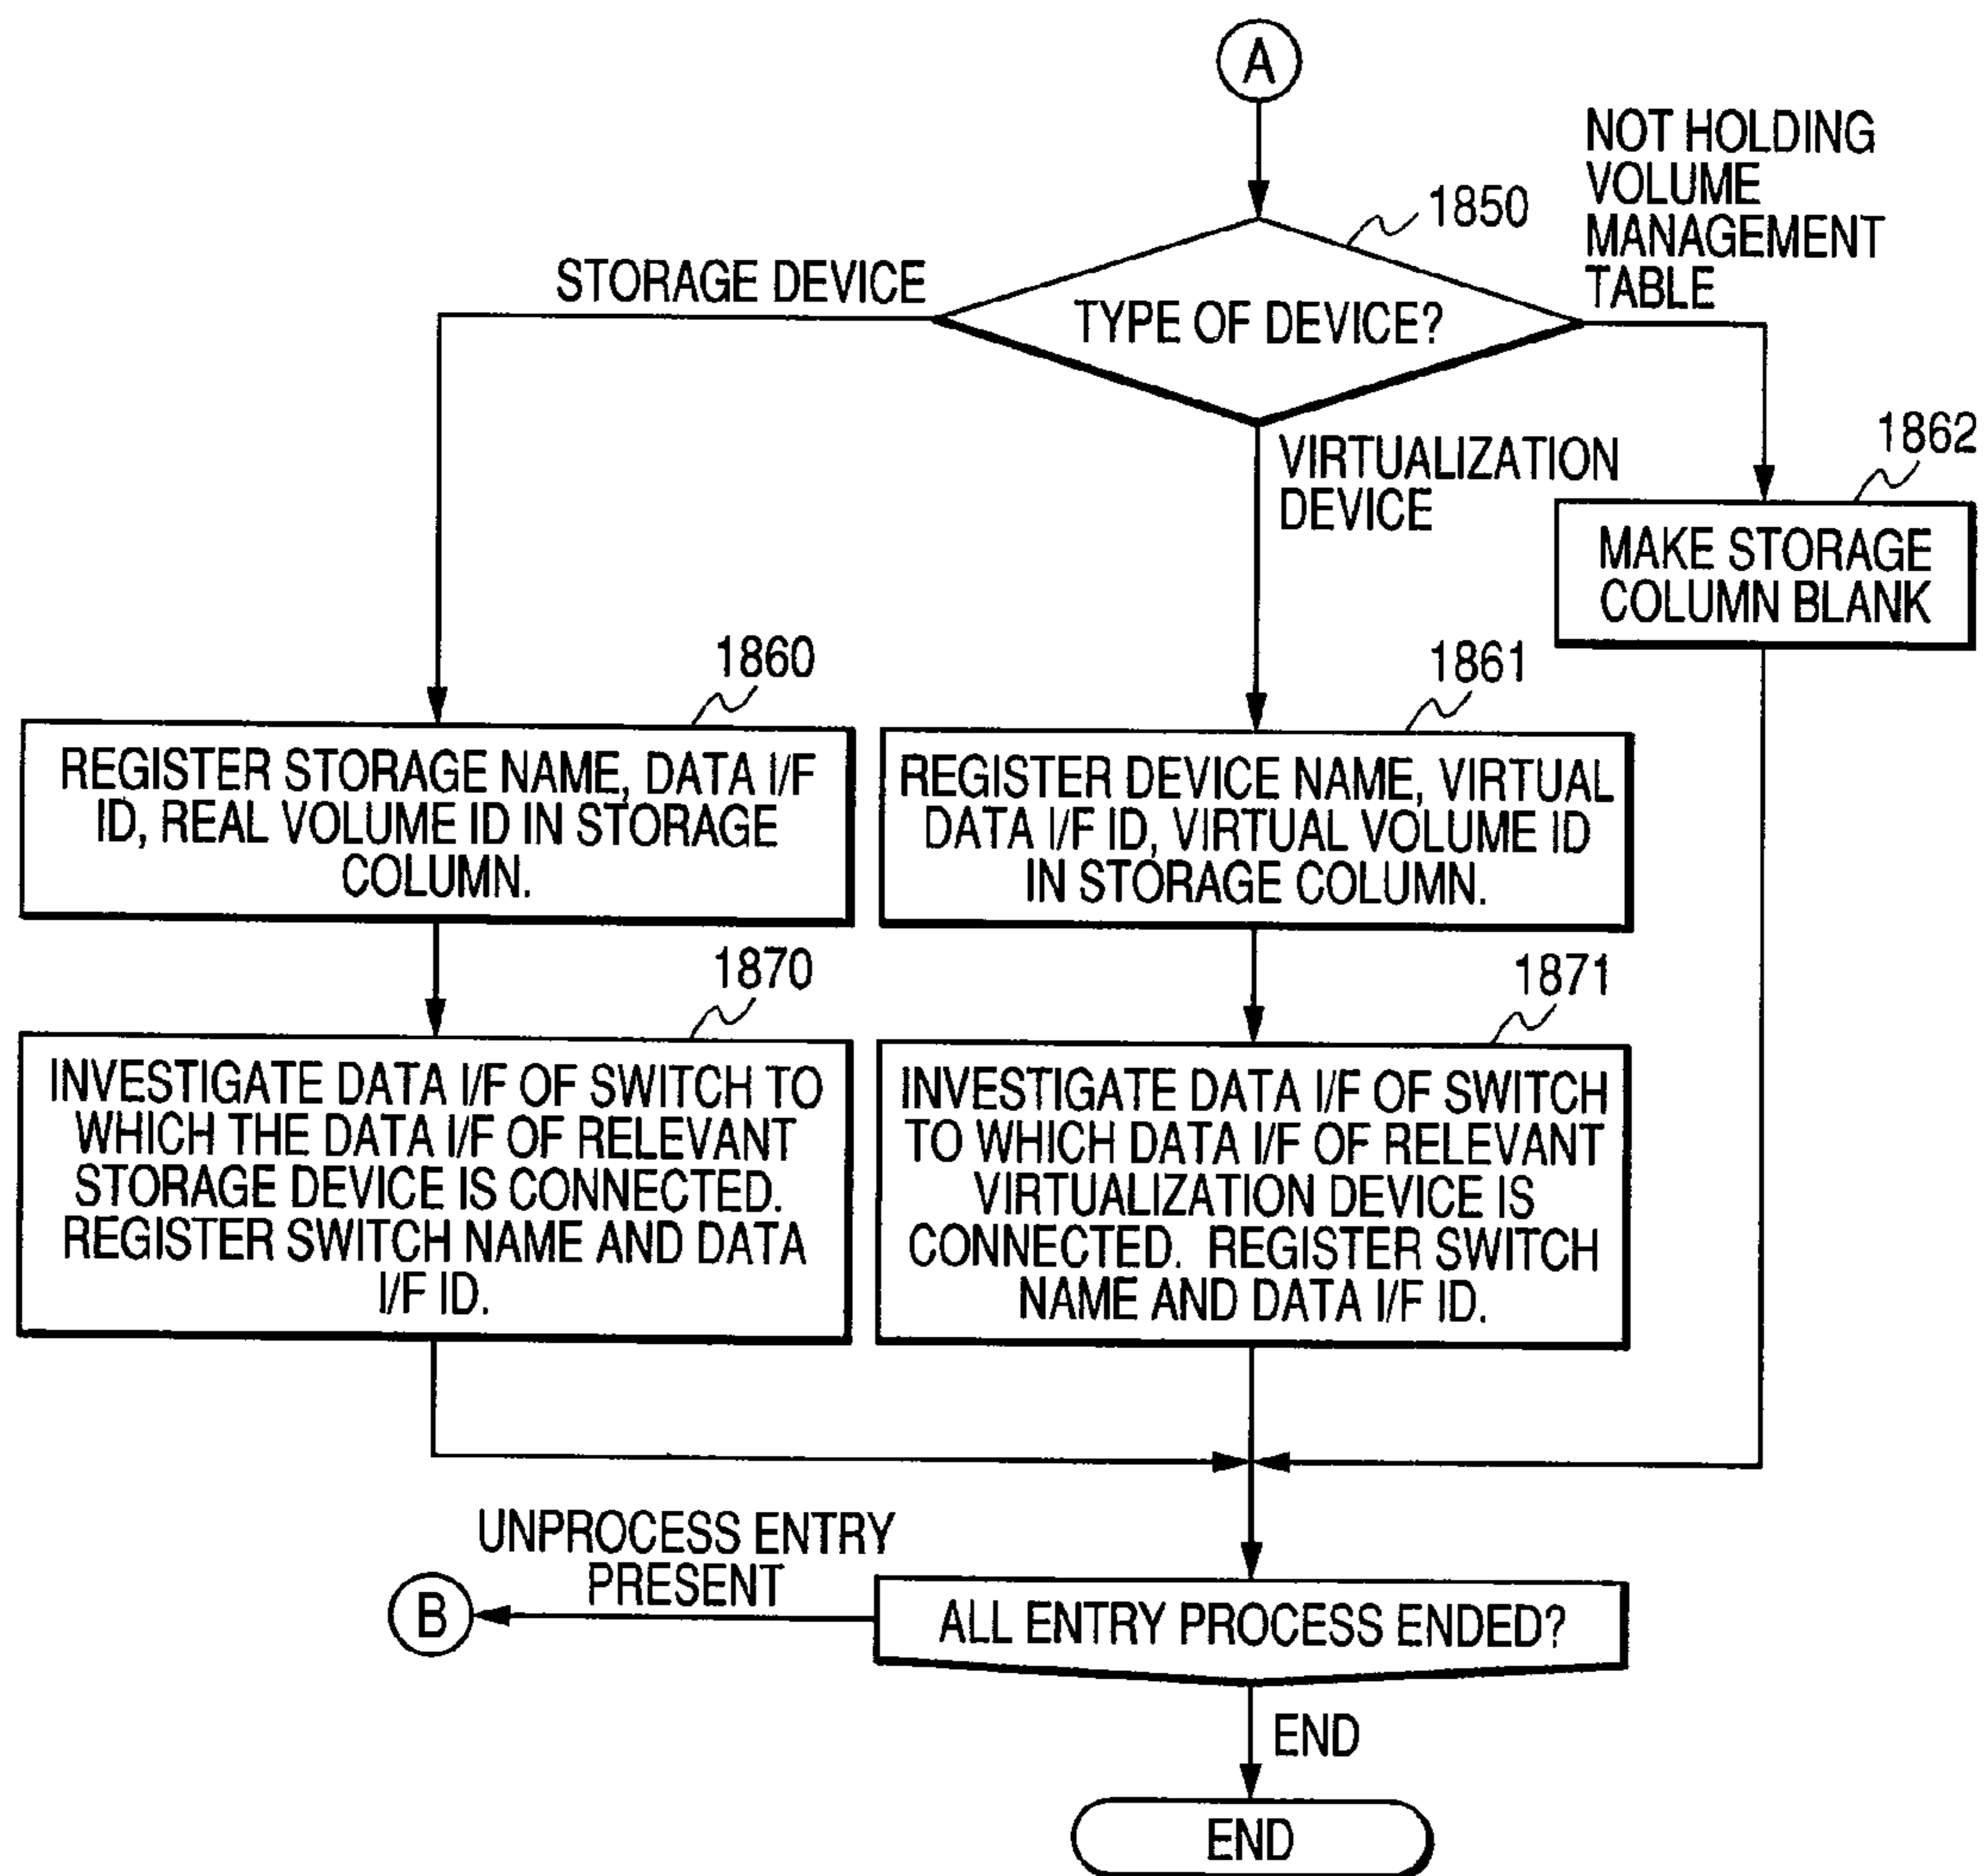 A
NOT HOLDING
VOLUME
MANAGEMENT
TABLE
1850
STORAGE DEVICE
TYPE OF DEVICE?
VIRTUALIZATION
DEVICE
1862
MAKE STORAGE
COLUMN BLANK
1860
REGISTER STORAGE NAME, DATA I/F
ID, REAL VOLUME ID IN STORAGE
COLUMN.
1861
REGISTER DEVICE NAME, VIRTUAL
DATA I/F ID, VIRTUAL VOLUME ID
IN STORAGE COLUMN.
1870
INVESTIGATE DATA I/F OF SWITCH TO
WHICH THE DATA I/F OF RELEVANT
STORAGE DEVICE IS CONNECTED.
REGISTER SWITCH NAME AND DATA
I/F ID.
1871
INVESTIGATE DATA I/F OF SWITCH
TO WHICH DATA I/F OF RELEVANT
VIRTUALIZATION DEVICE IS
CONNECTED. REGISTER SWITCH
NAME AND DATA I/F ID.
UNPROCESS ENTRY
PRESENT
B
ALL ENTRY PROCESS ENDED?
END
END